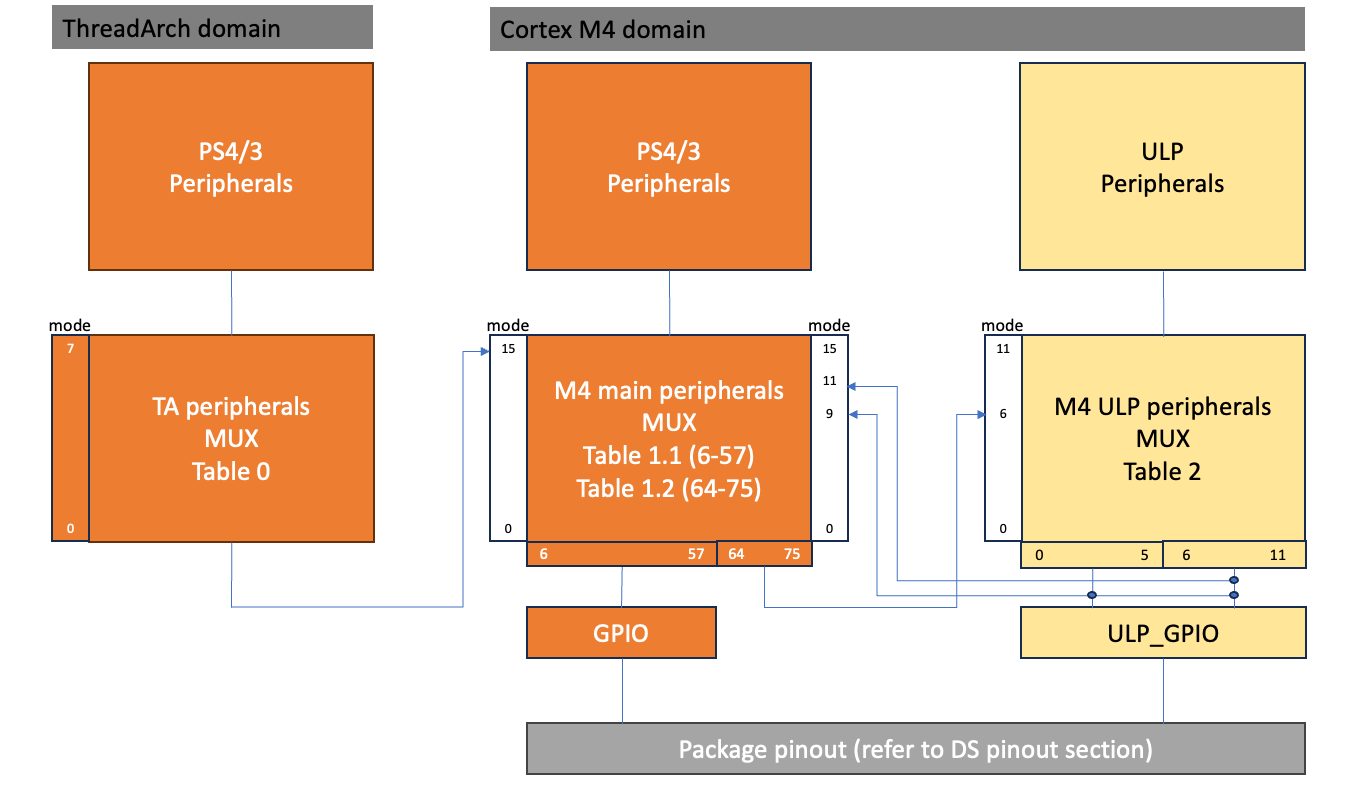 ThreadArch domain
Cortex M4 domain
PS4/3
Peripherals
PS4/3
Peripherals
ULP
Peripherals
mode
7
0
TA peripherals
MUX
Table 0
mode
15
0
M4 main peripherals
MUX
Table 1.1 (6-57)
Table 1.2 (64-75)
mode
15
11
9
0
6
57
64
75
mode
11
6
0
M4 ULP peripherals
MUX
Table 2
0
5
6
11
GPIO
ULP_GPIO
Package pinout (refer to DS pinout section)